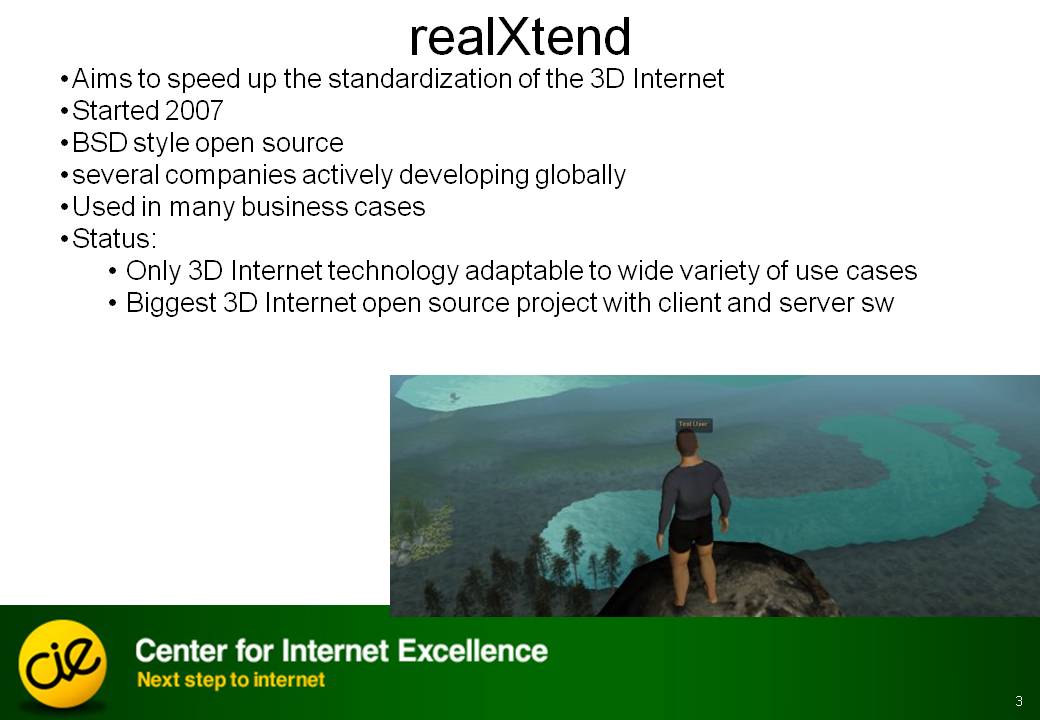 realXtend
•Aims to speed up the standardization of the 3D Internet
•Started 2007
•BSD style open source
•several companies actively developing globally
•Used in many business cases
•Status:
• Only 3D Internet technology adaptable to wide variety of use cases
• Biggest 3D Internet open source project with client and server sw
Test User
cie
Center for Internet Excellence
Next step to internet
3